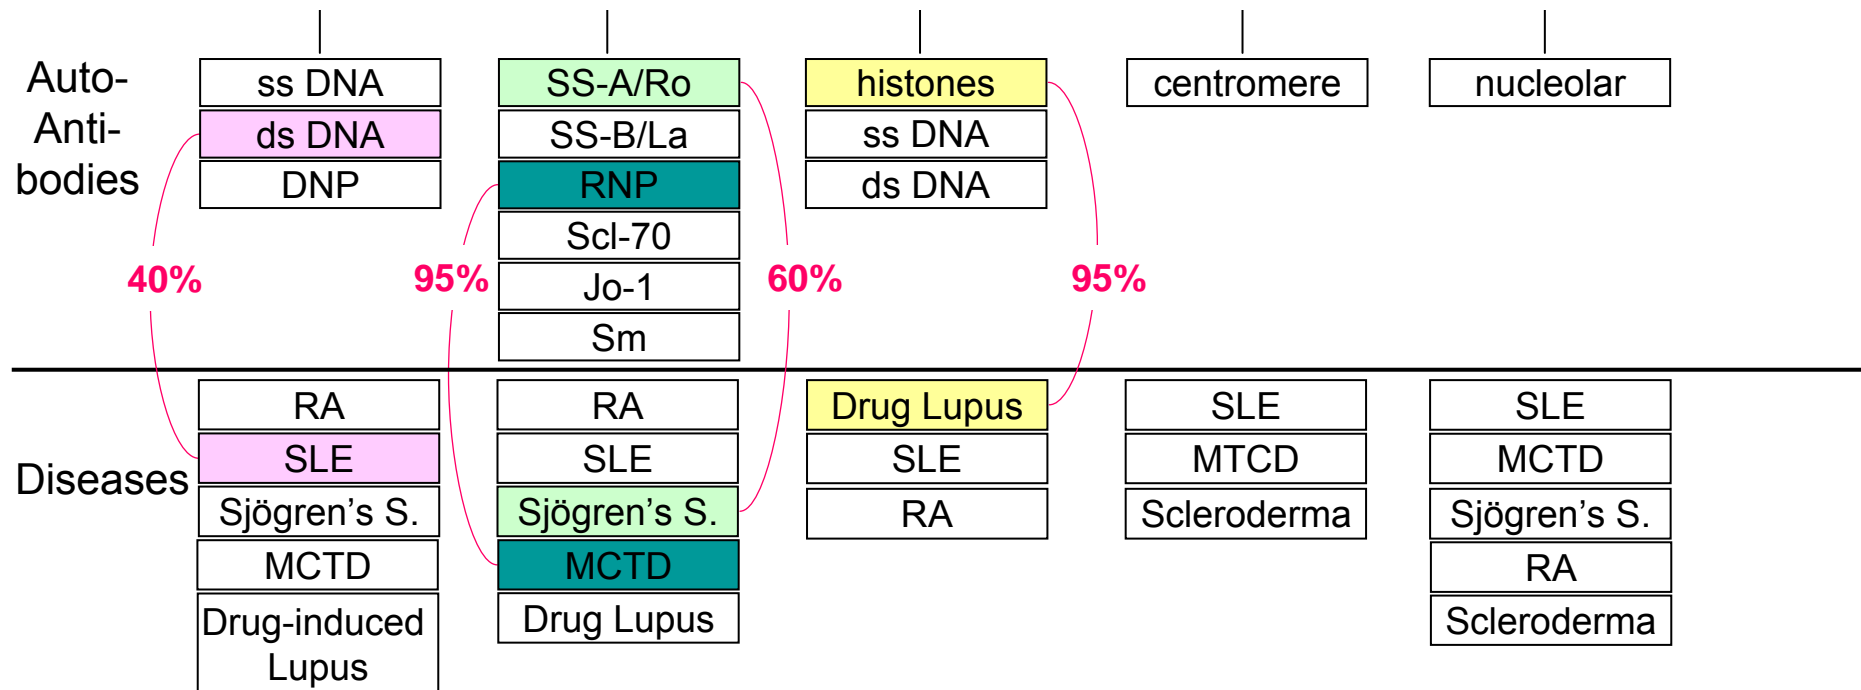 Auto-
Anti-
bodies
ss DNA
ds DNA
DNP
SS-A/Ro
SS-B/La
RNP
Scl-70
Jo-1
Sm
histones
ss DNA
ds DNA
centromere
nucleolar
40%
95%
60%
95%
Diseases
RA
SLE
Sjögren's S.
MCTD
Drug-induced
Lupus
RA
SLE
Sjögren's S.
MCTD
Drug Lupus
Drug Lupus
SLE
RA
SLE
MTCD
Scleroderma
SLE
MCTD
Sjögren's S.
RA
Scleroderma